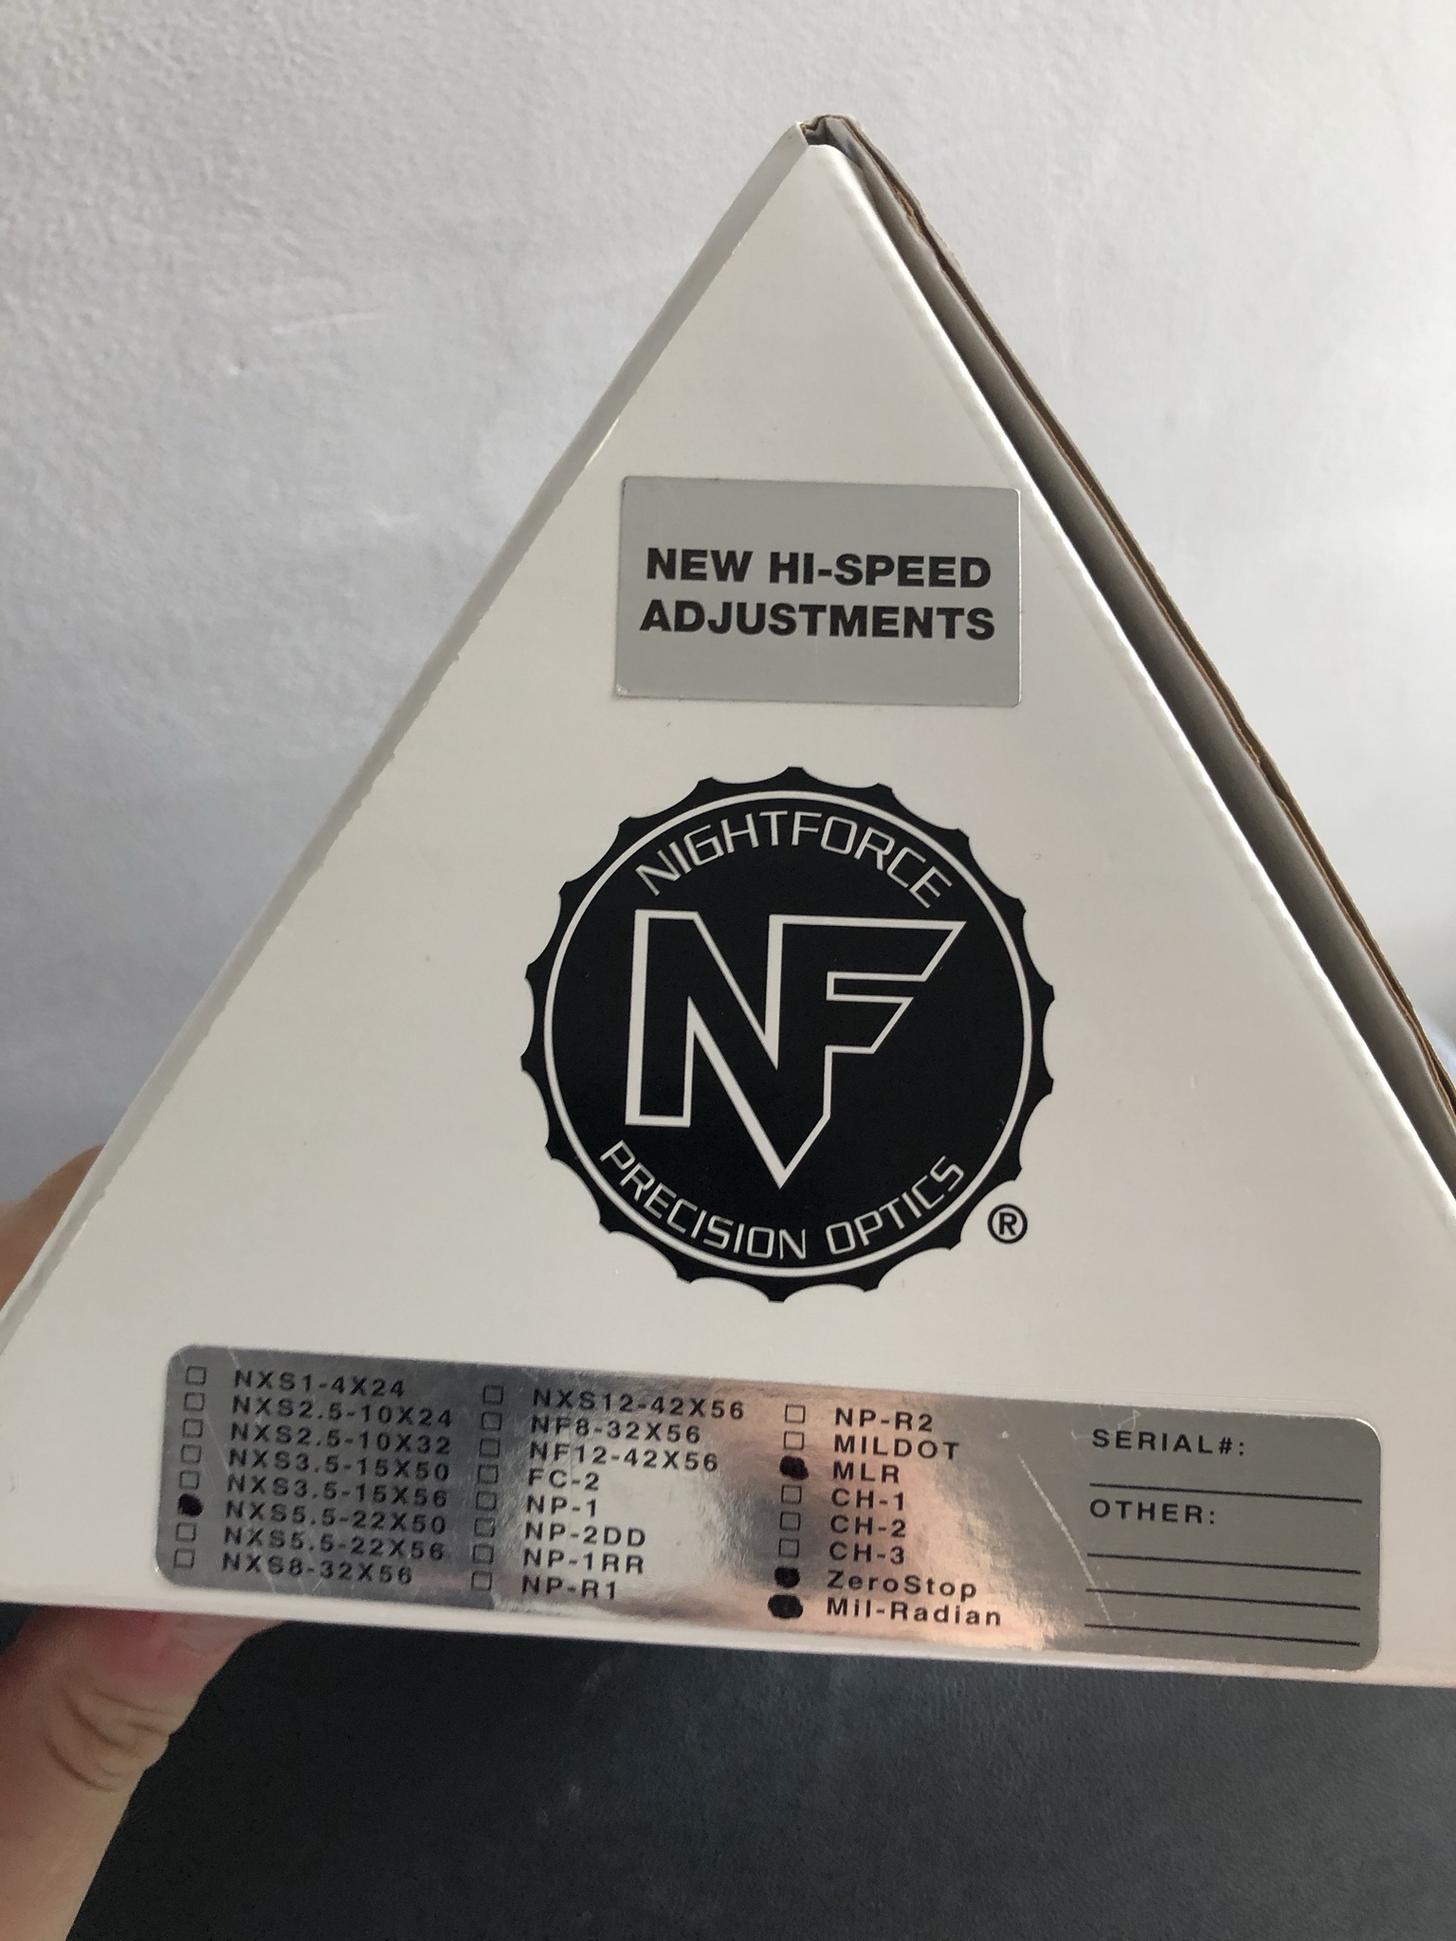 NEW HI-SPEED
ADJUSTMENTS
NIGHTFORCE
NF
PRECISION OPTICS
®
NXS1-4X24
NXS2.5-10X24
NXS2.5-10X32
NXS3.5-15X50
NXS3.5-15X56
NXS5.5-22X50
NXS5.5-22X56
NXS8-32X56
NXS12-42X56
NF8-32X56
NF12-42X56
FC-2
NP-1
NP-2DD
NP-1RR
NP-R1
NP-R2
MILDOT
MLR
CH-1
CH-2
CH-3
ZeroStop
Mil-Radian
SERIAL#:
OTHER: